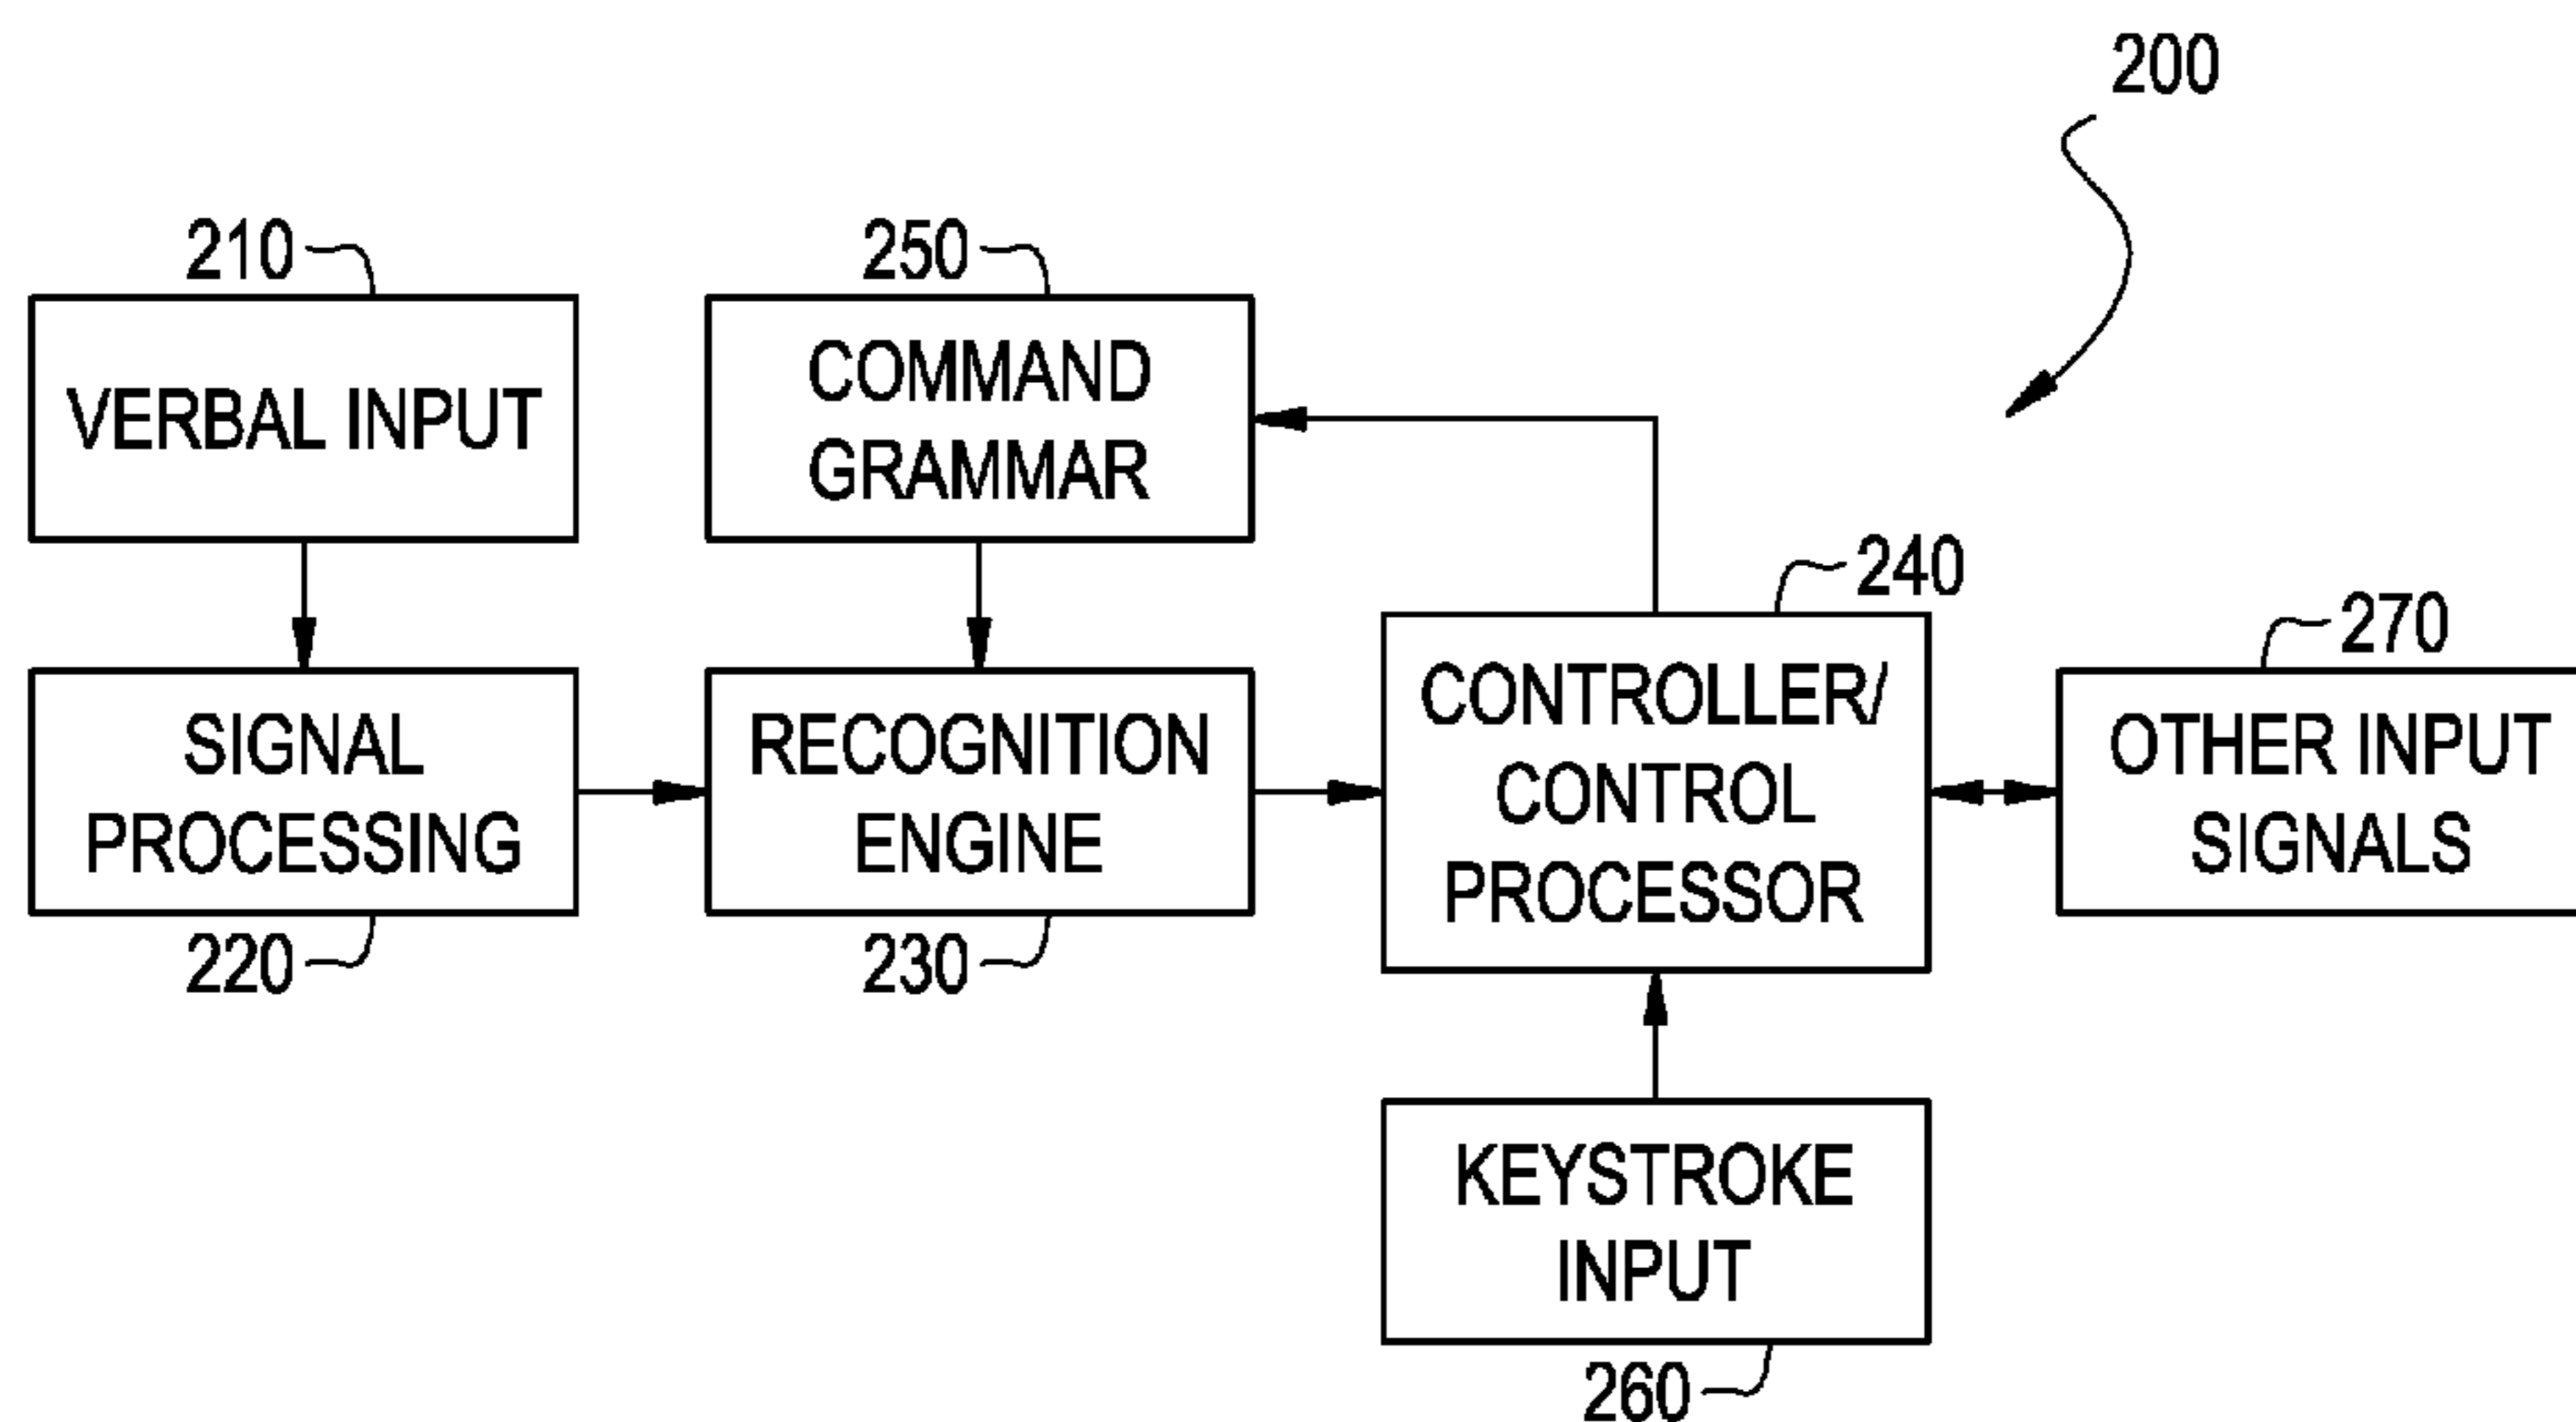 200
210
250
VERBAL INPUT
COMMAND
GRAMMAR
240
270
SIGNAL
PROCESSING
RECOGNITION
ENGINE
CONTROLLER/
CONTROL
PROCESSOR
OTHER INPUT
SIGNALS
220
230
KEYSTROKE
INPUT
260